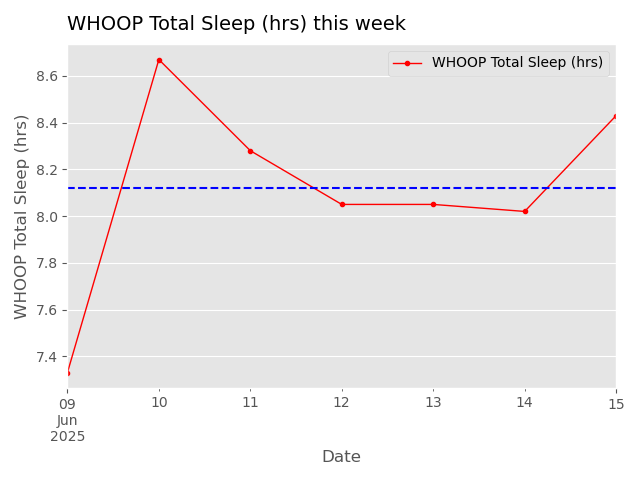 WHOOP Total Sleep (hrs) this week
WHOOP Total Sleep (hrs)
WHOOP Total Sleep (hrs)
8.6
8.4
8.2
8.0
7.8
7.6
7.4
09 10 11 12 13 14 15
Jun
2025
Date